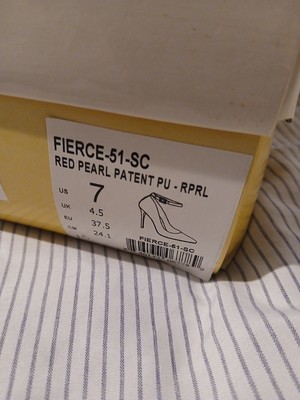 FIERCE-51-SC
RED PEARL PATENT PU - RPRL
US 7
UK 4.5
EU 37.5
CM 24.1
FIERCE-51-SC